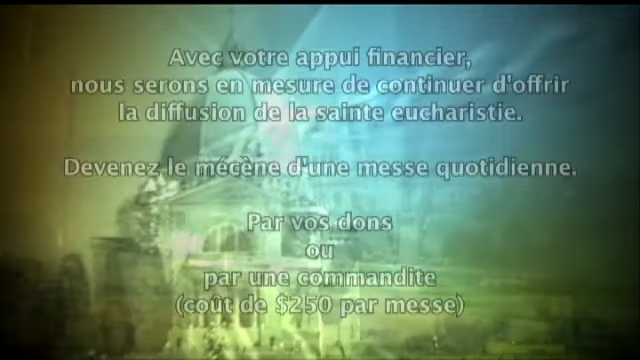 Avec votre appui financier,
nous serons en mesure de continuer d'offrir
la diffusion de la sainte eucharistie.
Devenez le mécène d'une messe quotidienne.
Par vos dons
ou
par une commandite
(coût de $250 par messe)